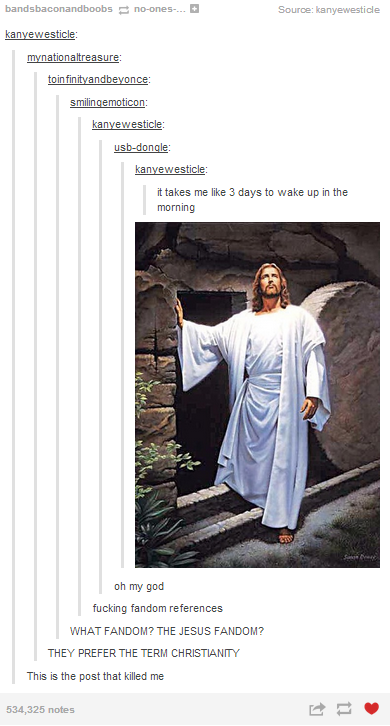 bandsbaconandboobs no-ones-...
Source: kanyewesticle
kanyewesticle:
mynationaltreasure:
toinfinityandbeyonce:
smilingemoticon:
kanyewesticle:
usb-dongle:
kanyewesticle:
it takes me like 3 days to wake up in the
morning
oh my god
fucking fandom references
WHAT FANDOM? THE JESUS FANDOM?
THEY PREFER THE TERM CHRISTIANITY
This is the post that killed me
534,325 notes